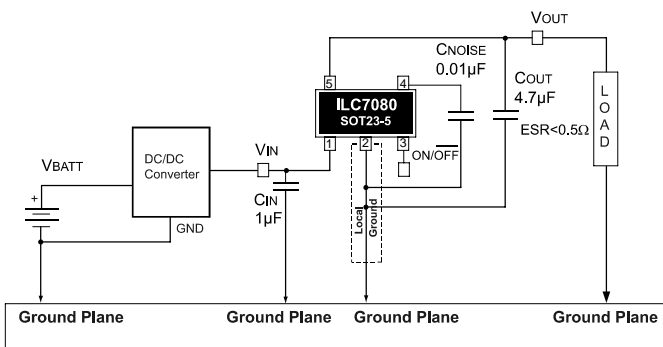 VOUT
CNOISE
0.01µF
COUT
4.7µF
ESR<0.5Ω
LOAD
5
4
ILC7080
SOT23-5
1
2
3
ON/OFF
VIN
DC/DC
Converter
VBATT
+
GND
CIN
1µF
Local
Ground
Ground Plane
Ground Plane
Ground Plane
Ground Plane